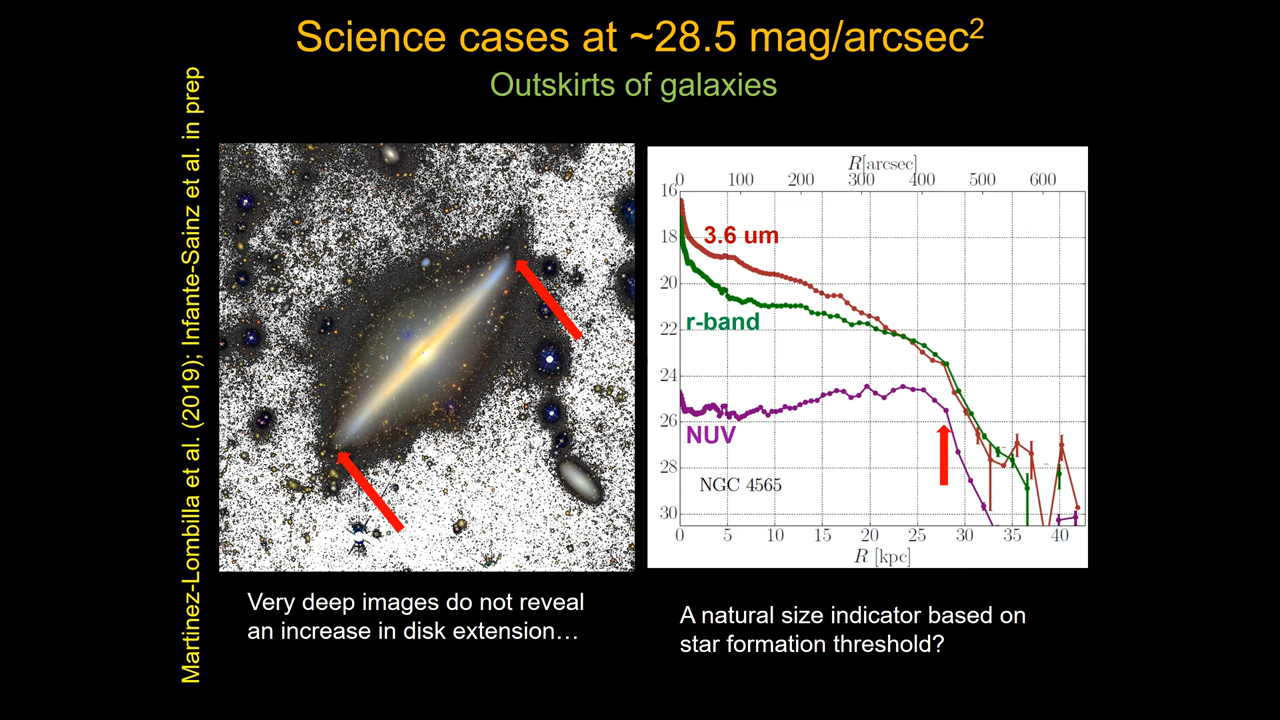 Science cases at ~28.5 mag/arcsec²
Outskirts of galaxies
Martinez-Lombilla et al. (2019); Infante-Sainz et al. in prep
R[arcsec]
0 100 200 300 400 500 600
16
18
20
22
24
26
28
30
3.6 um
r-band
NUV
NGC 4565
0 5 10 15 20 25 30 35 40
R [kpc]
Very deep images do not reveal
an increase in disk extension…
A natural size indicator based on
star formation threshold?